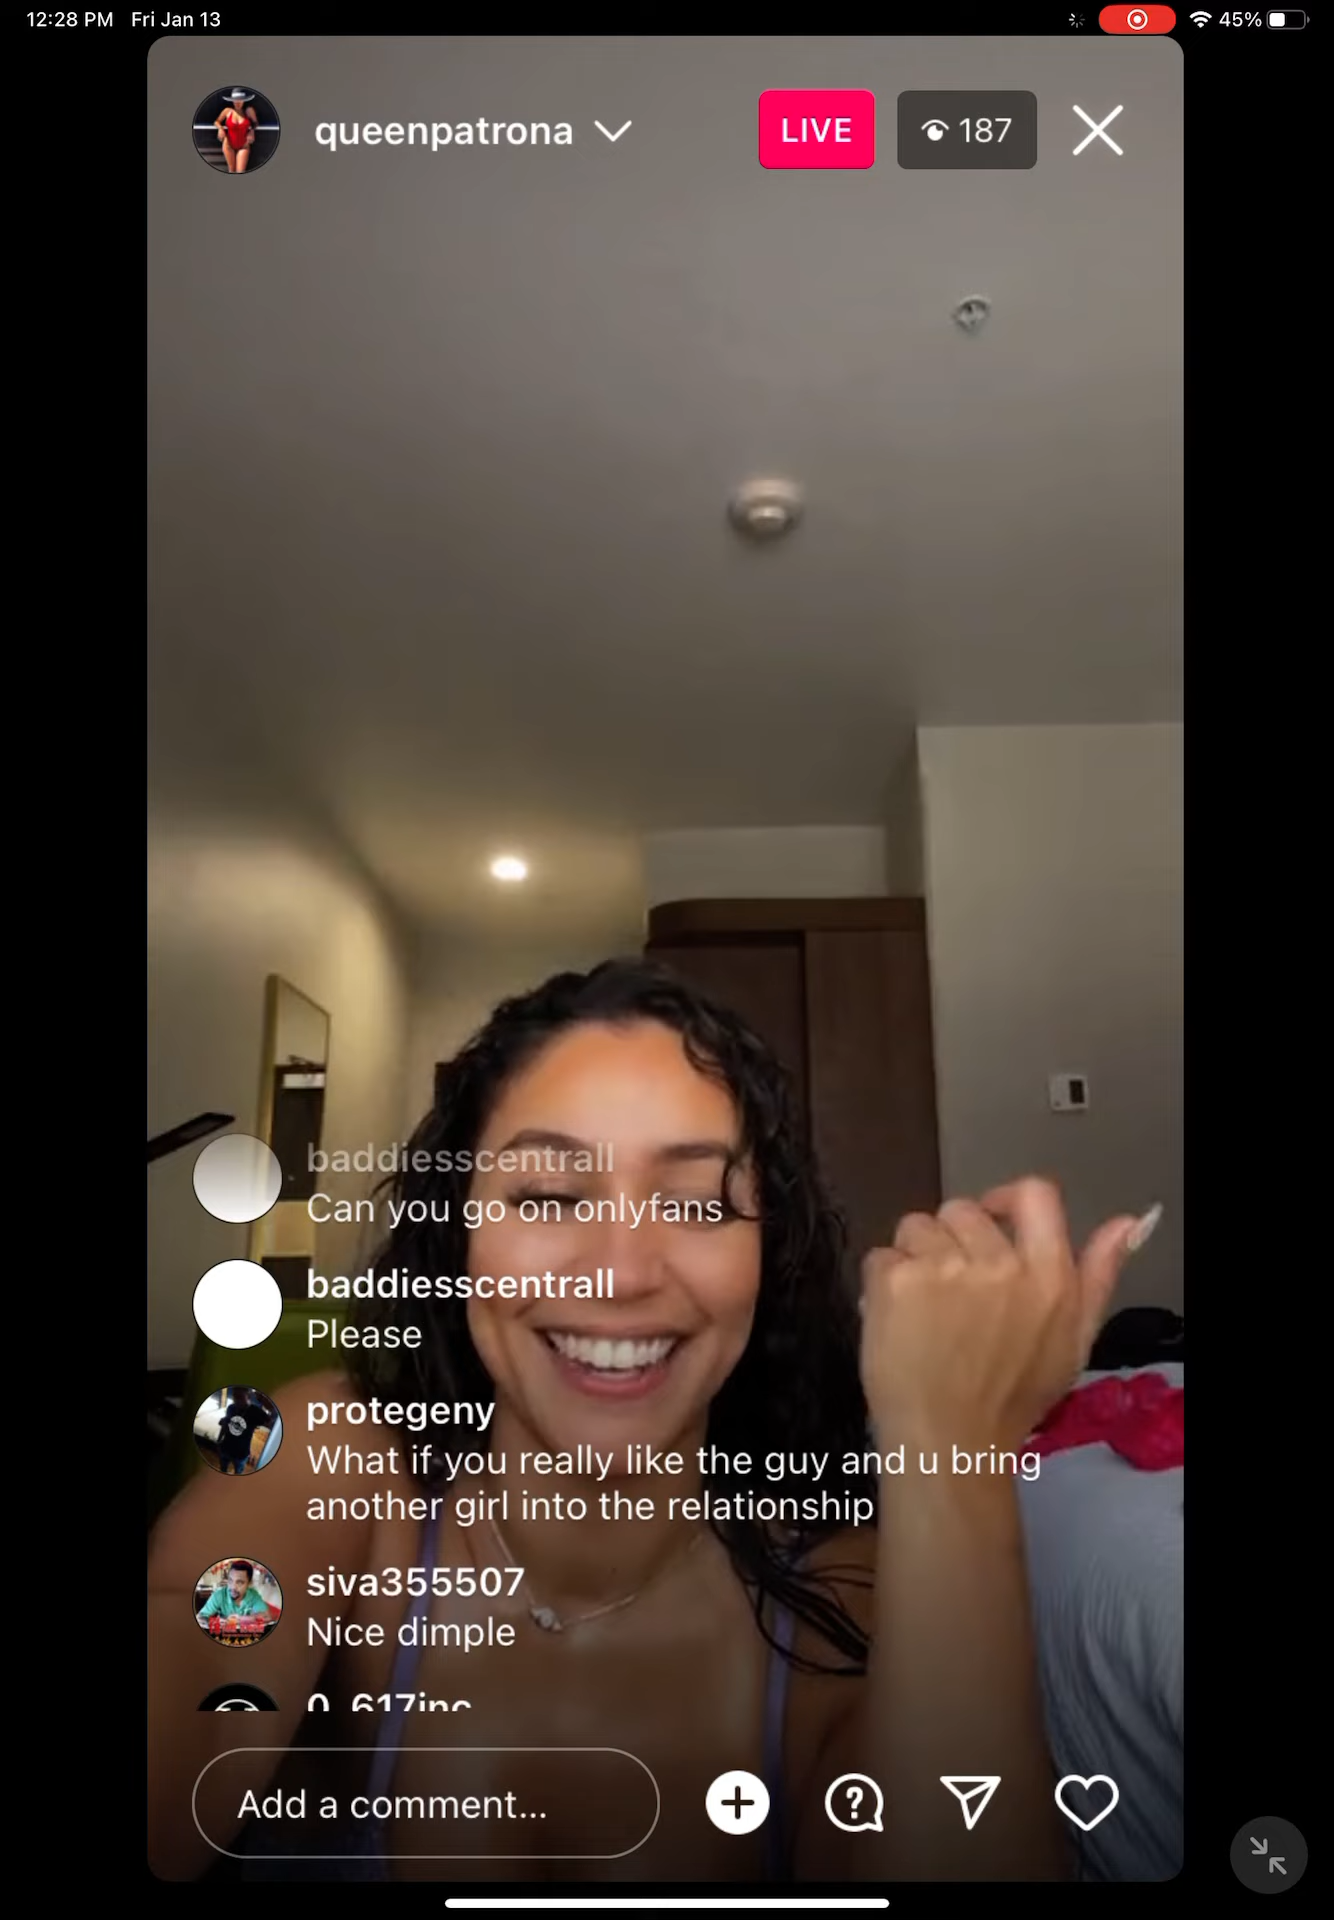 12:28 PM Fri Jan 13
45%
queenpatrona
LIVE
187
baddiesscentrall
Can you go on onlyfans
baddiesscentrall
Please
protegeny
What if you really like the guy and u bring
another girl into the relationship
siva355507
Nice dimple
0_617inc
Add a comment...